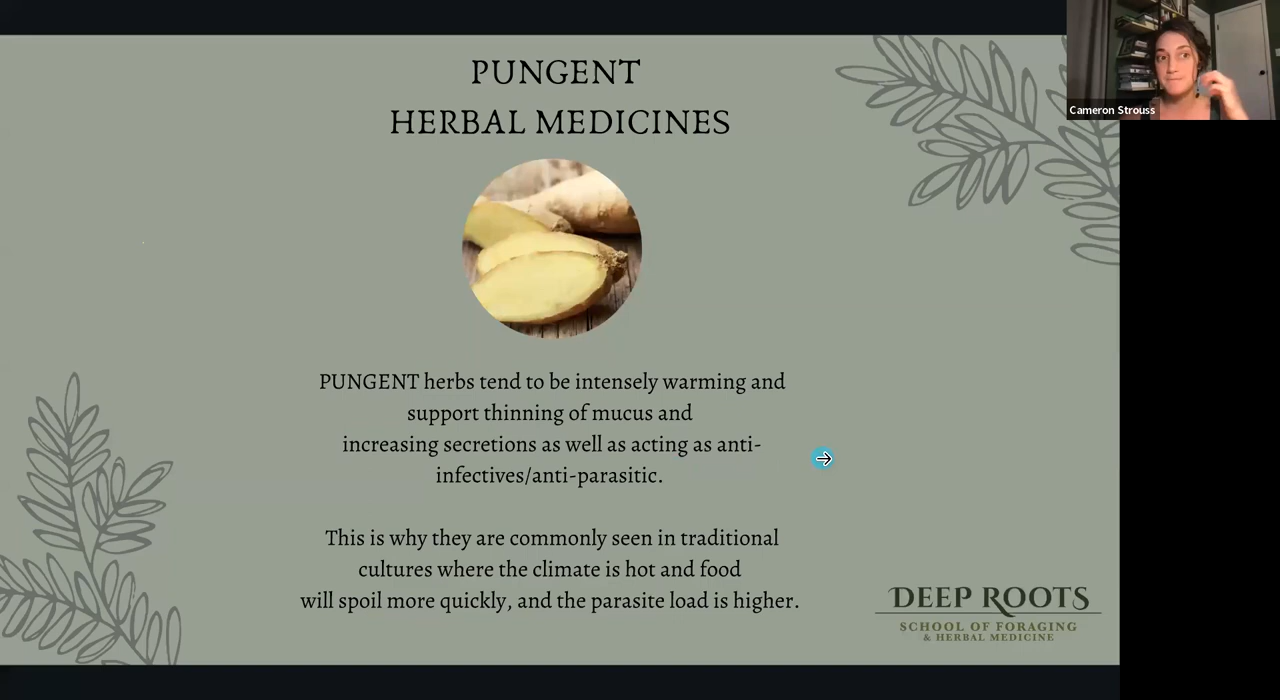 PUNGENT
HERBAL MEDICINES
PUNGENT herbs tend to be intensely warming and
support thinning of mucus and
increasing secretions as well as acting as anti-
infectives/anti-parasitic.
This is why they are commonly seen in traditional
cultures where the climate is hot and food
will spoil more quickly, and the parasite load is higher.
DEEP ROOTS
SCHOOL OF FORAGING
& HERBAL MEDICINE
Cameron Strouss